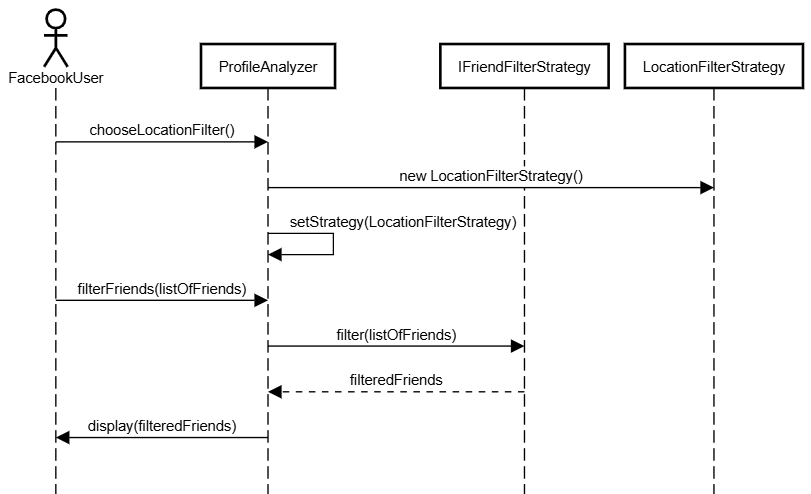 FacebookUser
ProfileAnalyzer
IFriendFilterStrategy
LocationFilterStrategy
chooseLocationFilter()
new LocationFilterStrategy()
setStrategy(LocationFilterStrategy)
filterFriends(listOfFriends)
filter(listOfFriends)
filteredFriends
display(filteredFriends)